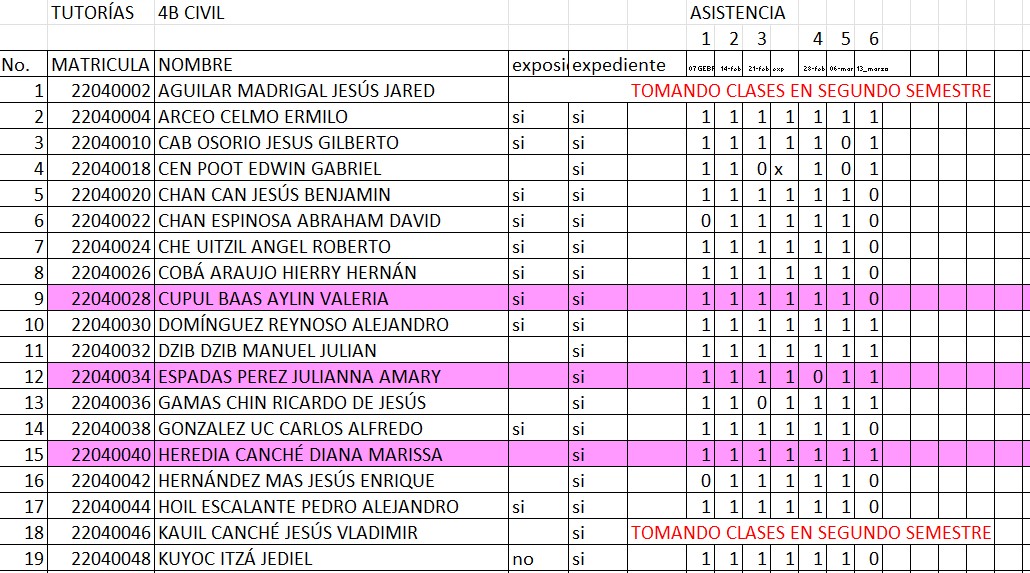 TUTORÍAS 4B CIVIL ASISTENCIA
1 2 3 4 5 6
No. MATRICULA NOMBRE exposi expediente 14-feb 21-feb exp 28-feb 06-mar 13_marzo
1 22040002 AGUILAR MADRIGAL JESÚS JARED TOMANDO CLASES EN SEGUNDO SEMESTRE
2 22040004 ARCEO CELMO ERMILO si si 1 1 1 1 1 1 1
3 22040010 CAB OSORIO JESUS GILBERTO si si 1 1 1 1 1 0 1
4 22040018 CEN POOT EDWIN GABRIEL si 1 1 0 x 1 0 1
5 22040020 CHAN CAN JESÚS BENJAMIN si si 1 1 1 1 1 1 0
6 22040022 CHAN ESPINOSA ABRAHAM DAVID si si 0 1 1 1 1 1 0
7 22040024 CHE UITZIL ANGEL ROBERTO si si 1 1 1 1 1 1 0
8 22040026 COBÁ ARAUJO HIERRY HERNÁN si si 1 1 1 1 1 1 0
9 22040028 CUPUL BAAS AYLIN VALERIA si si 1 1 1 1 1 1 0
10 22040030 DOMÍNGUEZ REYNOSO ALEJANDRO si si 1 1 1 1 1 1 1
11 22040032 DZIB DZIB MANUEL JULIAN si 1 1 1 1 1 1 1
12 22040034 ESPADAS PEREZ JULIANNA AMARY si 1 1 1 1 0 1 1
13 22040036 GAMAS CHIN RICARDO DE JESÚS si 1 1 0 1 1 1 1
14 22040038 GONZALEZ UC CARLOS ALFREDO si si 1 1 1 1 1 1 1
15 22040040 HEREDIA CANCHÉ DIANA MARISSA si 1 1 1 1 1 1 1
16 22040042 HERNÁNDEZ MAS JESÚS ENRIQUE si 0 1 1 1 1 1 0
17 22040044 HOIL ESCALANTE PEDRO ALEJANDRO si si 1 1 1 1 1 1 0
18 22040046 KAUIL CANCHÉ JESÚS VLADIMIR si TOMANDO CLASES EN SEGUNDO SEMESTRE
19 22040048 KUYOC ITZÁ JEDIEL no si 1 1 1 1 1 1 0